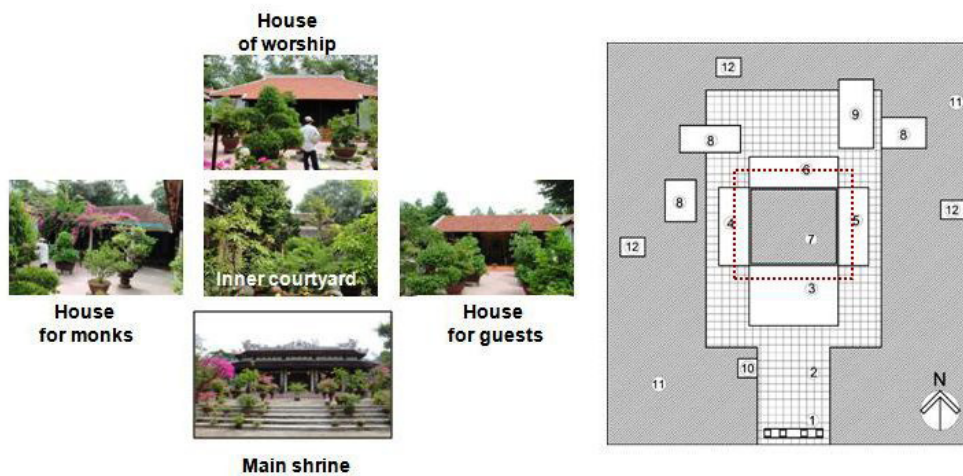 House
of worship
Inner courtyard
House
for monks
House
for guests
Main shrine
12
11
9
8
8
6
8
4
5
12
7
12
3
10
2
11
1
N